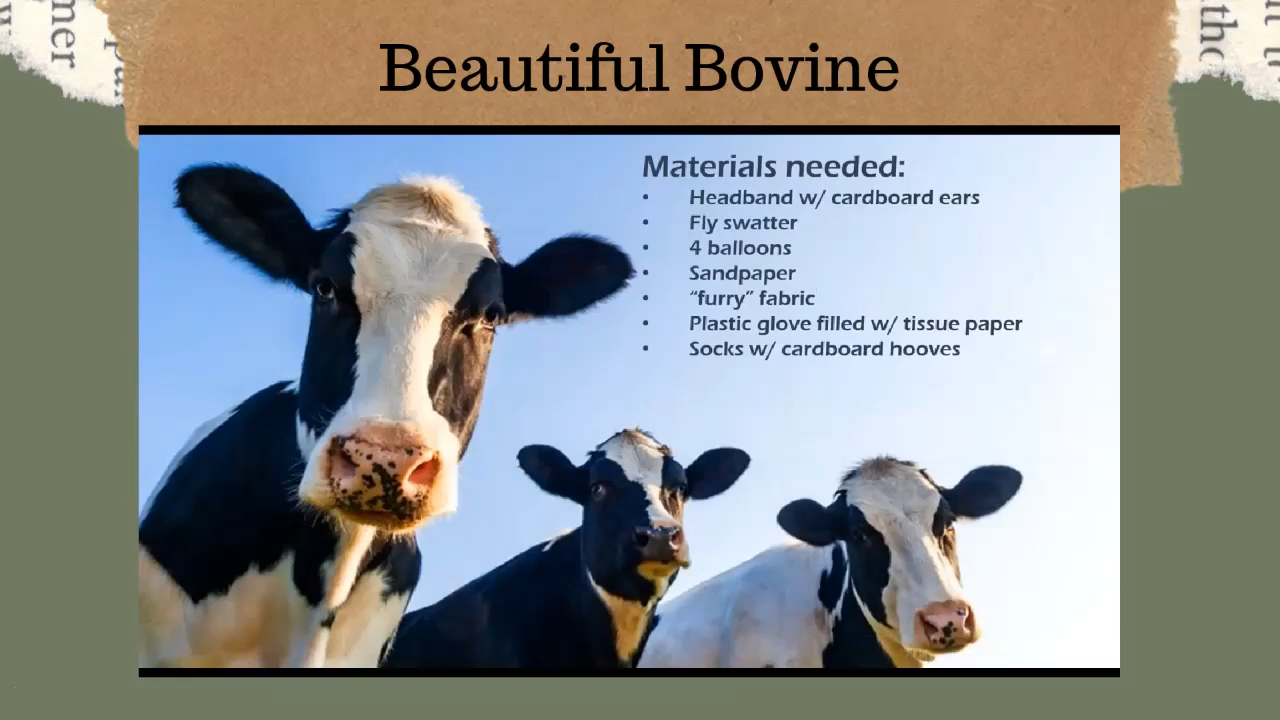 Beautiful Bovine
Materials needed:
• Headband w/ cardboard ears
• Fly swatter
• 4 balloons
• Sandpaper
• “furry” fabric
• Plastic glove filled w/ tissue paper
• Socks w/ cardboard hooves
mer